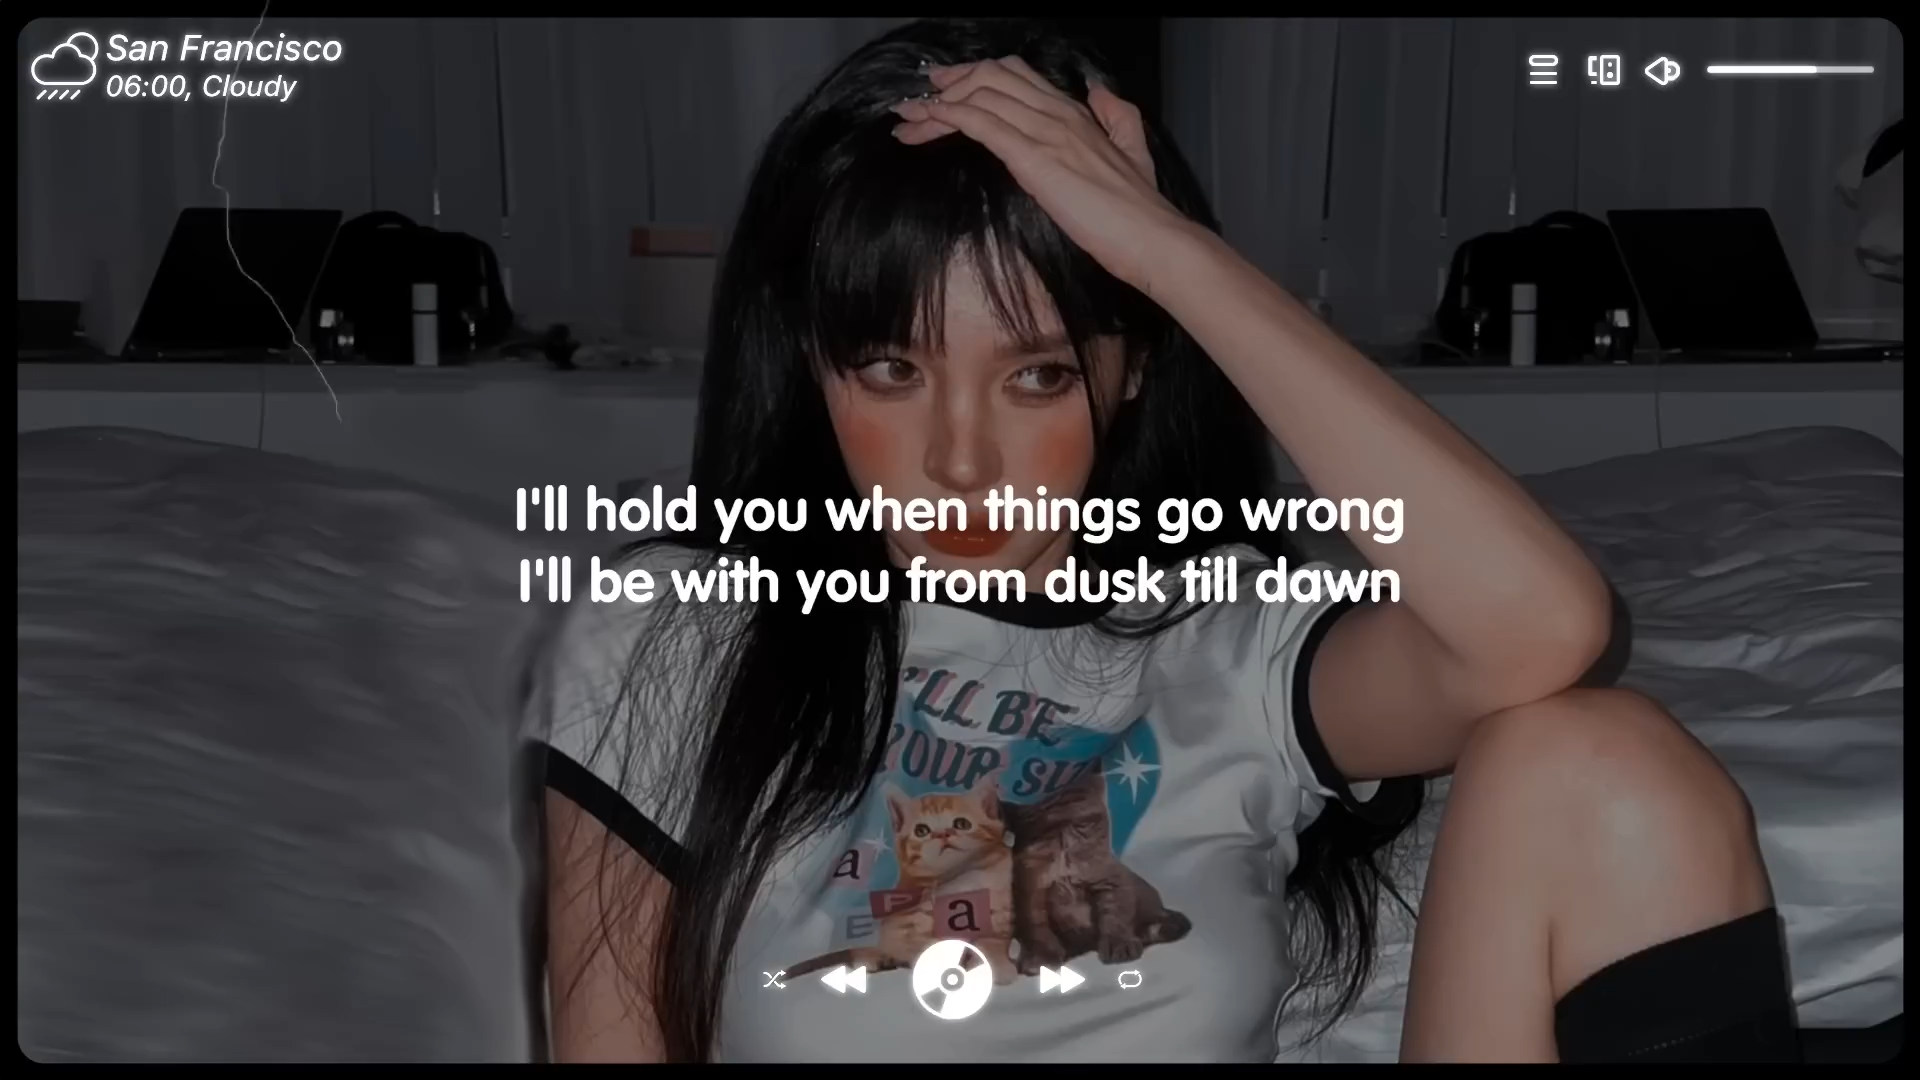 San Francisco
06:00, Cloudy
I'll hold you when things go wrong
I'll be with you from dusk till dawn
'LL BE
YOUR
a
a